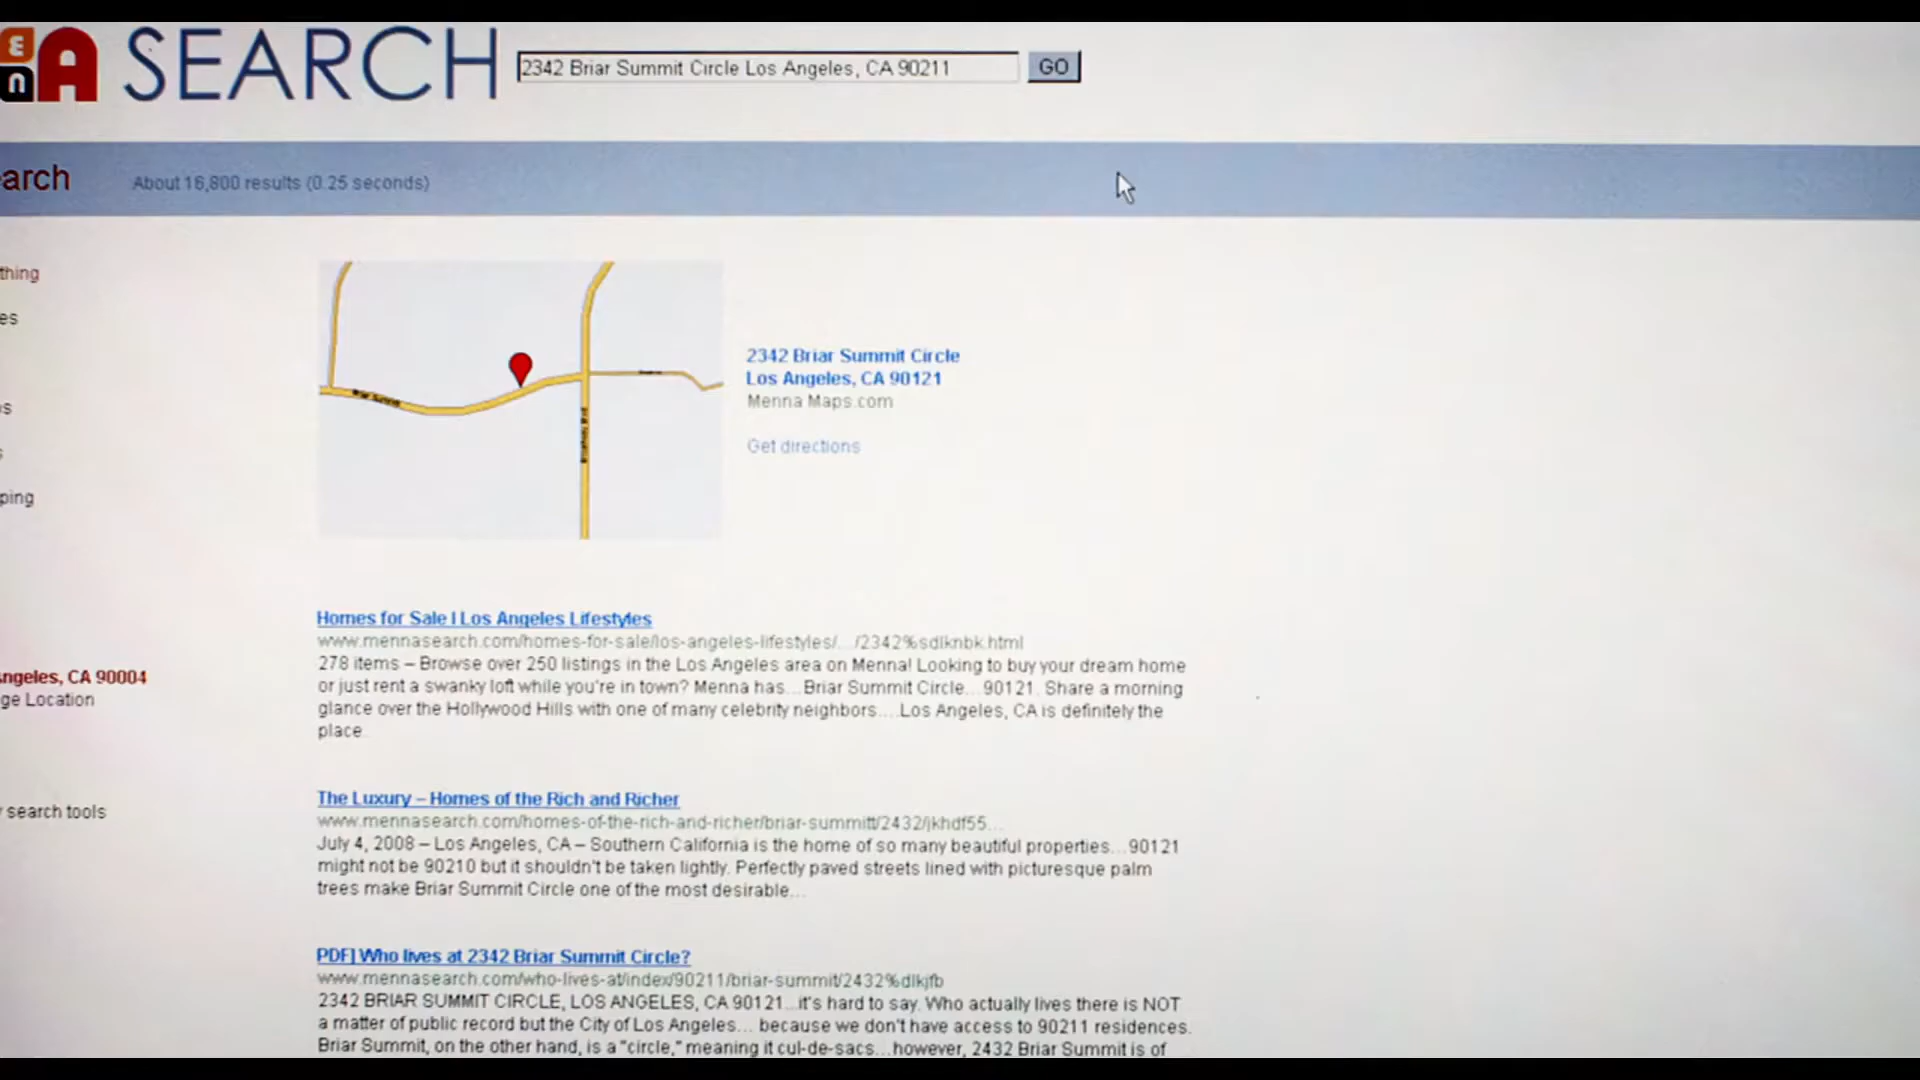 SEARCH
2342 Briar Summit Circle Los Angeles, CA 90211
GO
arch
About 16,800 results (0.25 seconds)
thing
es
s
ping
2342 Briar Summit Circle
Los Angeles, CA 90121
Menna Maps.com
Get directions
Briar Summit
Homes for Sale | Los Angeles Lifestyles
www.mennasearch.com/homes-for-sale/los-angeles-lifestyles/.../2342%sdlknbk.html
278 items – Browse over 250 listings in the Los Angeles area on Menna! Looking to buy your dream home
or just rent a swanky loft while you're in town? Menna has...Briar Summit Circle...90121. Share a morning
glance over the Hollywood Hills with one of many celebrity neighbors....Los Angeles, CA is definitely the
place.
ngeles, CA 90004
ge Location
search tools
The Luxury – Homes of the Rich and Richer
www.mennasearch.com/homes-of-the-rich-and-richer/briar-summitt/2432/jkhdf55...
July 4, 2008 – Los Angeles, CA – Southern California is the home of so many beautiful properties...90121
might not be 90210 but it shouldn't be taken lightly. Perfectly paved streets lined with picturesque palm
trees make Briar Summit Circle one of the most desirable...
PDF] Who lives at 2342 Briar Summit Circle?
www.mennasearch.com/who-lives-at/index/90211/briar-summit/2432%dlkjfb
2342 BRIAR SUMMIT CIRCLE, LOS ANGELES, CA 90121...it's hard to say. Who actually lives there is NOT
a matter of public record but the City of Los Angeles... because we don't have access to 90211 residences.
Briar Summit, on the other hand, is a "circle," meaning it cul-de-sacs...however, 2432 Briar Summit is of